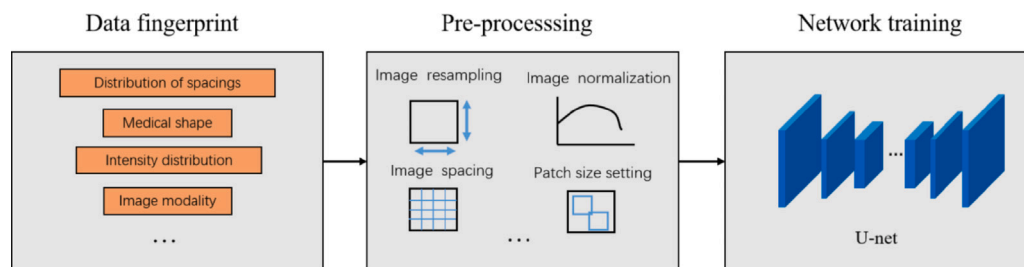 Data fingerprint
Pre-processsing
Network training
Distribution of spacings
Medical shape
Intensity distribution
Image modality
...
Image resampling
Image normalization
Image spacing
Patch size setting
...
...
U-net